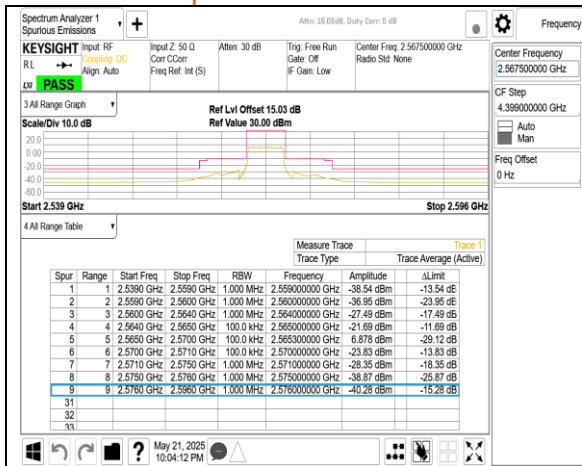 Spectrum Analyzer 1
Spurious Emissions
Attn: 15.03dB, Duty Corr: 0 dB
Frequency
KEYSIGHT Input: RF
RL Coupling: DC
Align: Auto
LXI PASS
Input Z: 50 Ω
Corr CCorr
Freq Ref: Int (S)
Atten: 30 dB
Trig: Free Run
Gate: Off
IF Gain: Low
Center Freq: 2.567500000 GHz
Radio Std: None
Center Frequency
2.567500000 GHz
CF Step
4.399000000 GHz
Auto
Man
Freq Offset
0 Hz
3 All Range Graph
Scale/Div 10.0 dB
Ref Lvl Offset 15.03 dB
Ref Value 30.00 dBm
20.0
0.00
-20.0
-40.0
-60.0
Start 2.539 GHz Stop 2.596 GHz
4 All Range Table
Measure Trace Trace 1
Trace Type Trace Average (Active)
Spur Range Start Freq Stop Freq RBW Frequency Amplitude ΔLimit
1 1 2.5390 GHz 2.5590 GHz 1.000 MHz 2.559000000 GHz -38.54 dBm -13.54 dB
2 2 2.5590 GHz 2.5600 GHz 1.000 MHz 2.560000000 GHz -36.95 dBm -23.95 dB
3 3 2.5600 GHz 2.5640 GHz 1.000 MHz 2.564000000 GHz -27.49 dBm -17.49 dB
4 4 2.5640 GHz 2.5650 GHz 100.0 kHz 2.565000000 GHz -21.69 dBm -11.69 dB
5 5 2.5650 GHz 2.5700 GHz 100.0 kHz 2.565300000 GHz 6.878 dBm -29.12 dB
6 6 2.5700 GHz 2.5710 GHz 100.0 kHz 2.570000000 GHz -23.83 dBm -13.83 dB
7 7 2.5710 GHz 2.5750 GHz 1.000 MHz 2.571000000 GHz -28.35 dBm -18.35 dB
8 8 2.5750 GHz 2.5760 GHz 1.000 MHz 2.575000000 GHz -38.87 dBm -25.87 dB
9 9 2.5760 GHz 2.5960 GHz 1.000 MHz 2.576000000 GHz -40.28 dBm -15.28 dB
31
32
33
May 21, 2025
10:04:12 PM